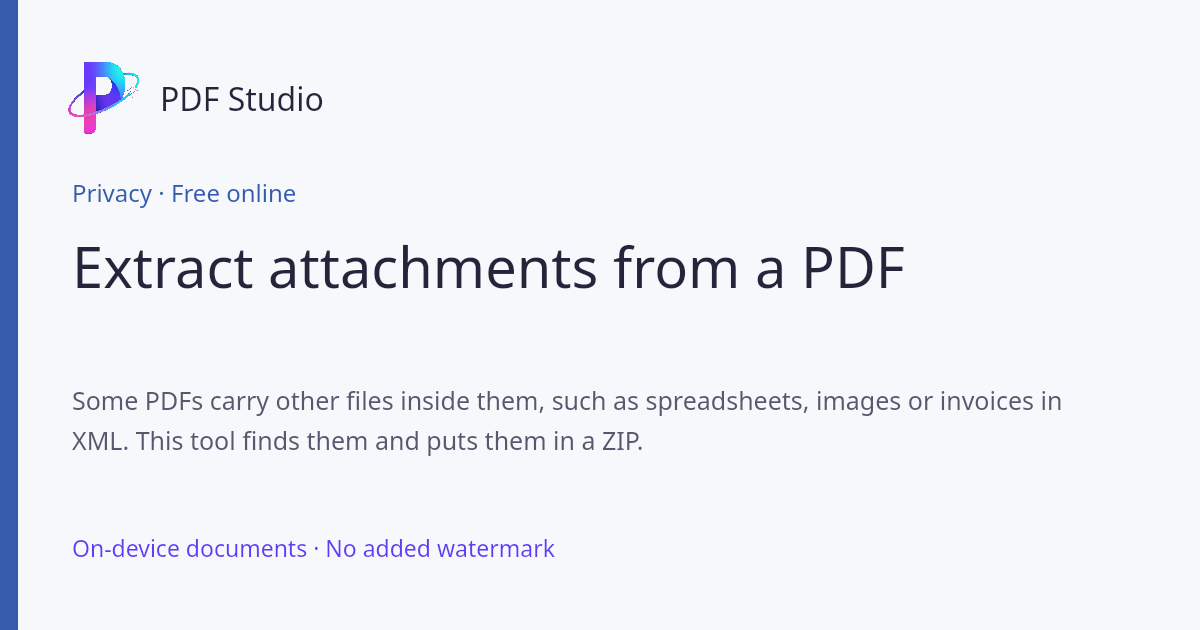 PDF Studio
Privacy · Free online
Extract attachments from a PDF
Some PDFs carry other files inside them, such as spreadsheets, images or invoices in
XML. This tool finds them and puts them in a ZIP.
On-device documents · No added watermark